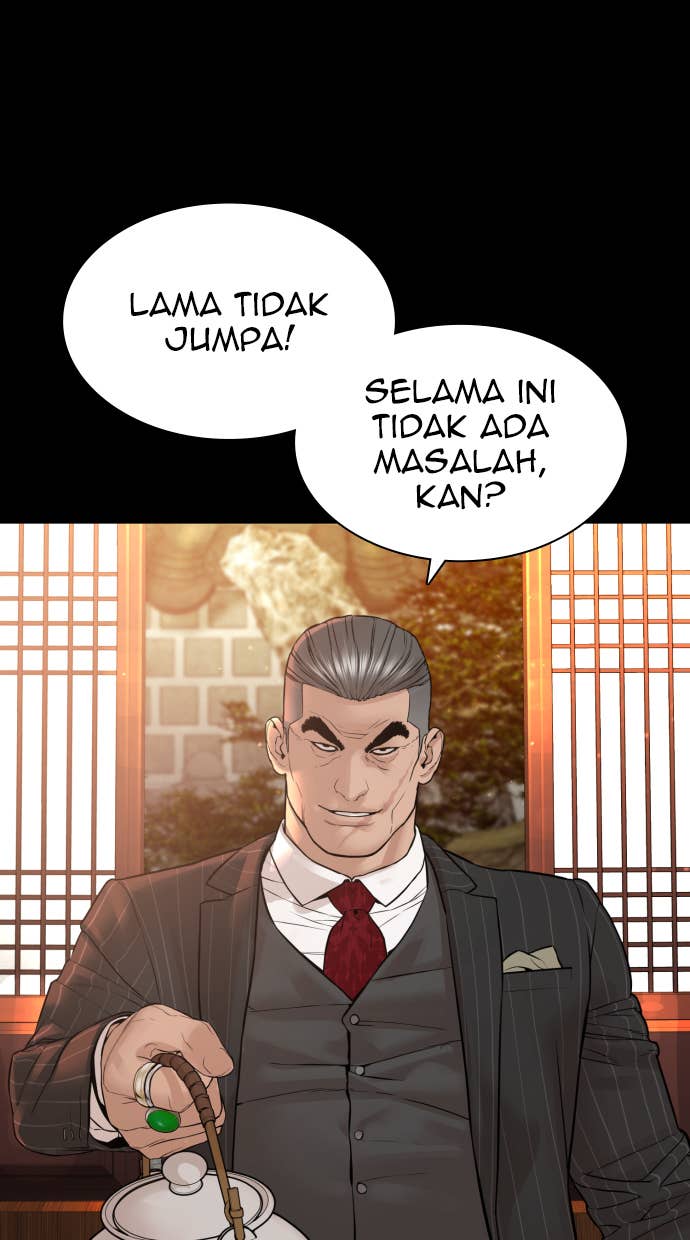 LAMA TIDAK
JUMPA!
SELAMA INI
TIDAK ADA
MASALAH,
KAN?